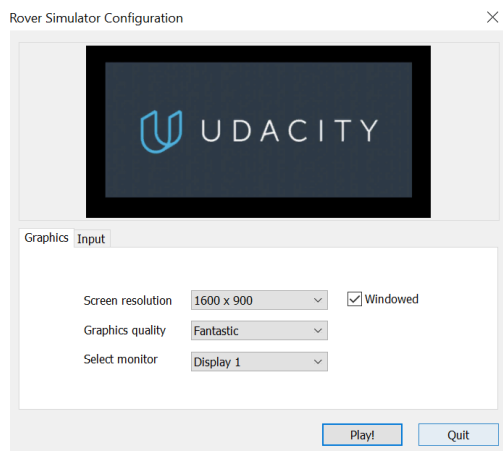 Rover Simulator Configuration
UDACITY
Graphics Input
Screen resolution 1600 x 900 Windowed
Graphics quality Fantastic
Select monitor Display 1
Play! Quit